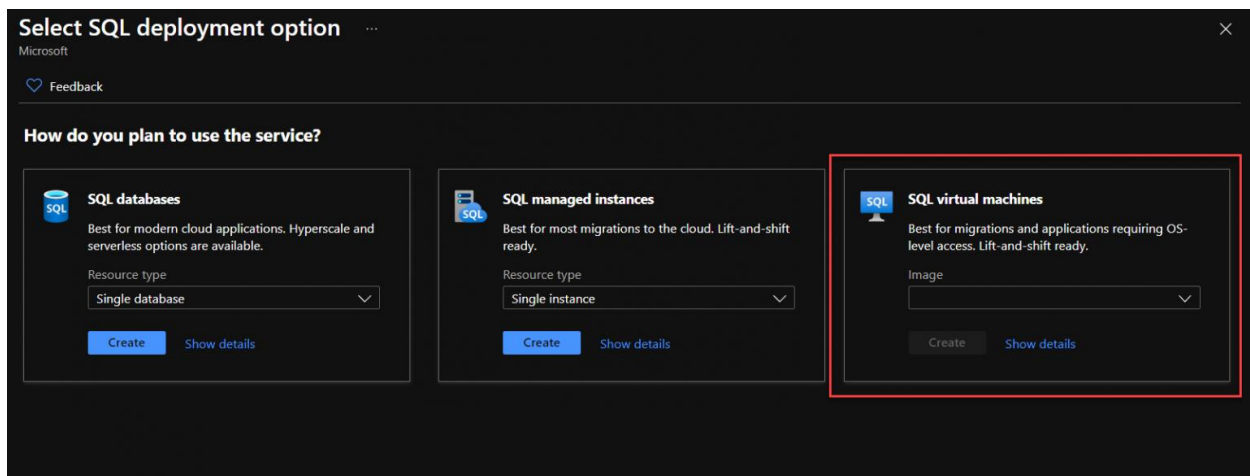 Select SQL deployment option ...
Microsoft
Feedback
How do you plan to use the service?
SQL
SQL databases
Best for modern cloud applications. Hyperscale and
serverless options are available.
Resource type
Single database
Create Show details
SQL
SQL managed instances
Best for most migrations to the cloud. Lift-and-shift
ready.
Resource type
Single instance
Create Show details
SQL
SQL virtual machines
Best for migrations and applications requiring OS-
level access. Lift-and-shift ready.
Image
Create Show details